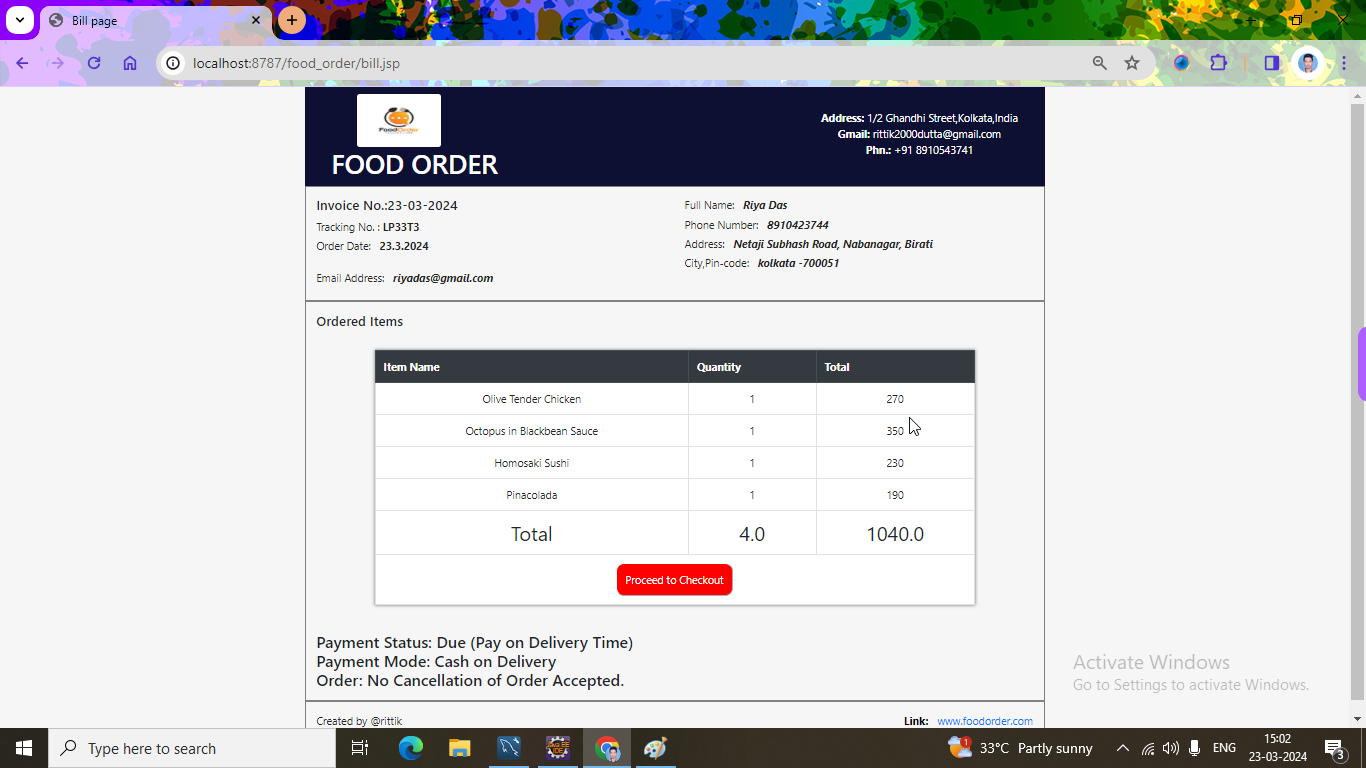 Bill page
localhost:8787/food_order/bill.jsp
FoodOrder
FOOD ORDER
Address: 1/2 Ghandhi Street,Kolkata,India
Gmail: rittik2000dutta@gmail.com
Phn.: +91 8910543741
Invoice No.:23-03-2024
Tracking No. : LP33T3
Order Date: 23.3.2024
Email Address: riyadas@gmail.com
Full Name: Riya Das
Phone Number: 8910423744
Address: Netaji Subhash Road, Nabanagar, Birati
City,Pin-code: kolkata -700051
Ordered Items
Item Name Quantity Total
Olive Tender Chicken 1 270
Octopus in Blackbean Sauce 1 350
Homosaki Sushi 1 230
Pinacolada 1 190
Total 4.0 1040.0
Proceed to Checkout
Payment Status: Due (Pay on Delivery Time)
Payment Mode: Cash on Delivery
Order: No Cancellation of Order Accepted.
Activate Windows
Go to Settings to activate Windows.
Created by @rittik Link: www.foodorder.com
Type here to search
1
33°C Partly sunny
ENG
15:02
23-03-2024
3